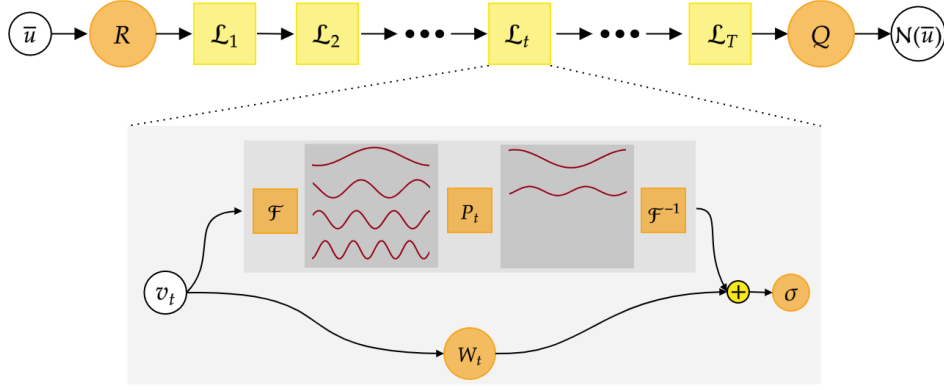 ū R ℒ₁ ℒ₂ ••• ℒₜ ••• ℒ_T Q N(ū)
ℱ Pₜ ℱ⁻¹
vₜ + σ
Wₜ